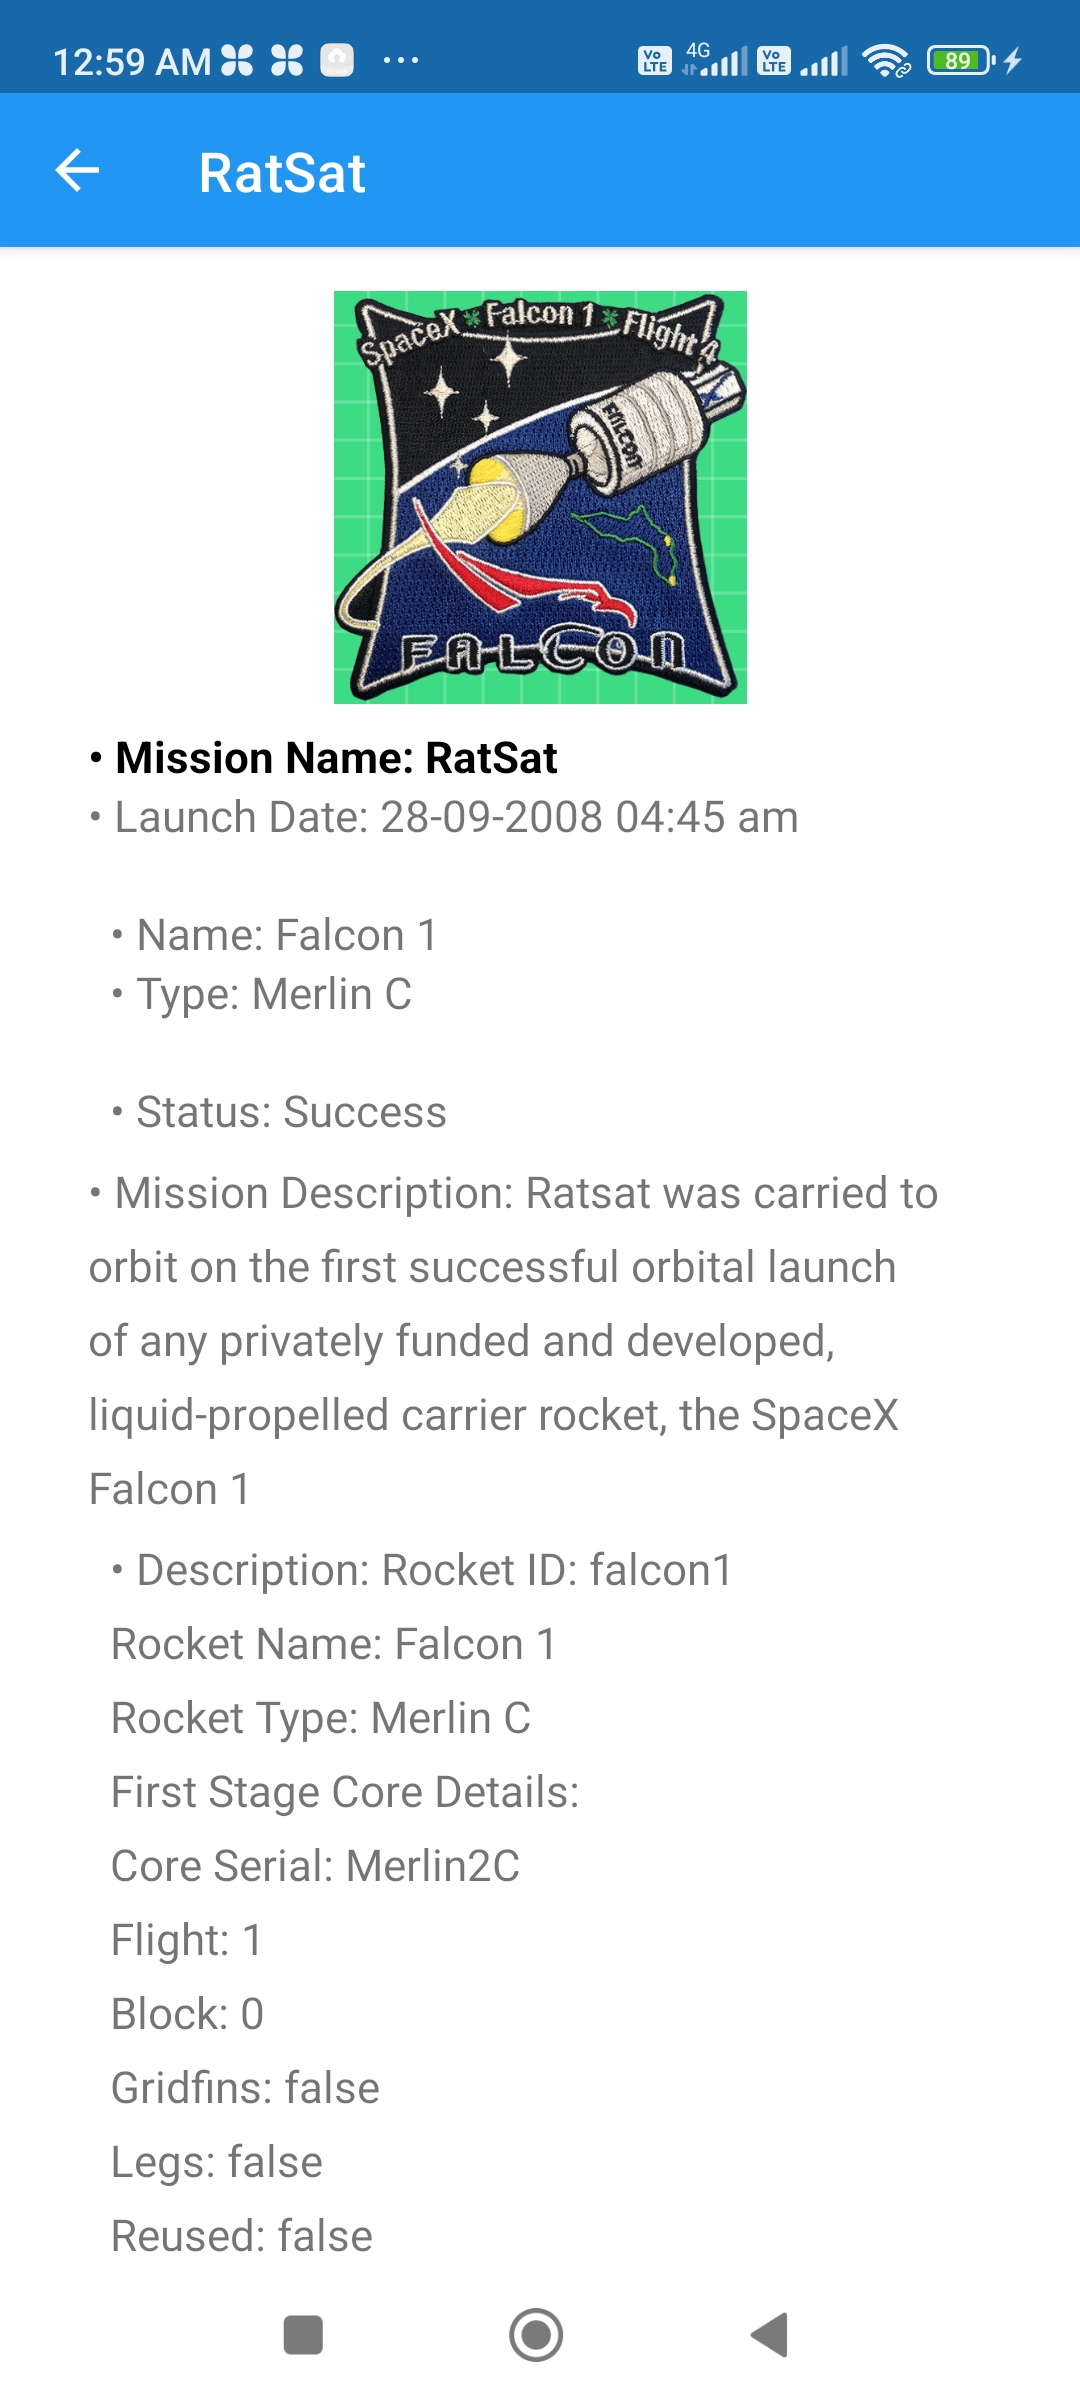 12:59 AM
Vo LTE 4G Vo LTE 89
RatSat
SpaceX Falcon 1 Flight 4
FALCON
FALCON
• Mission Name: RatSat
• Launch Date: 28-09-2008 04:45 am
• Name: Falcon 1
• Type: Merlin C
• Status: Success
• Mission Description: Ratsat was carried to
orbit on the first successful orbital launch
of any privately funded and developed,
liquid-propelled carrier rocket, the SpaceX
Falcon 1
• Description: Rocket ID: falcon1
Rocket Name: Falcon 1
Rocket Type: Merlin C
First Stage Core Details:
Core Serial: Merlin2C
Flight: 1
Block: 0
Gridfins: false
Legs: false
Reused: false